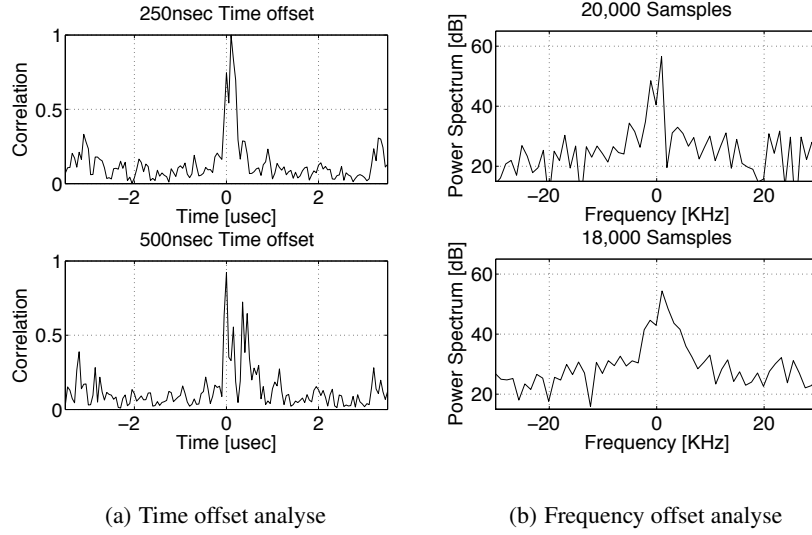 250nsec Time offset
1
0.5
0
Correlation
−2
0
2
Time [usec]
500nsec Time offset
1
0.5
0
Correlation
−2
0
2
Time [usec]
(a) Time offset analyse
20,000 Samsples
60
40
20
Power Spectrum [dB]
−20
0
20
Frequency [KHz]
18,000 Samsples
60
40
20
Power Spectrum [dB]
−20
0
20
Frequency [KHz]
(b) Frequency offset analyse